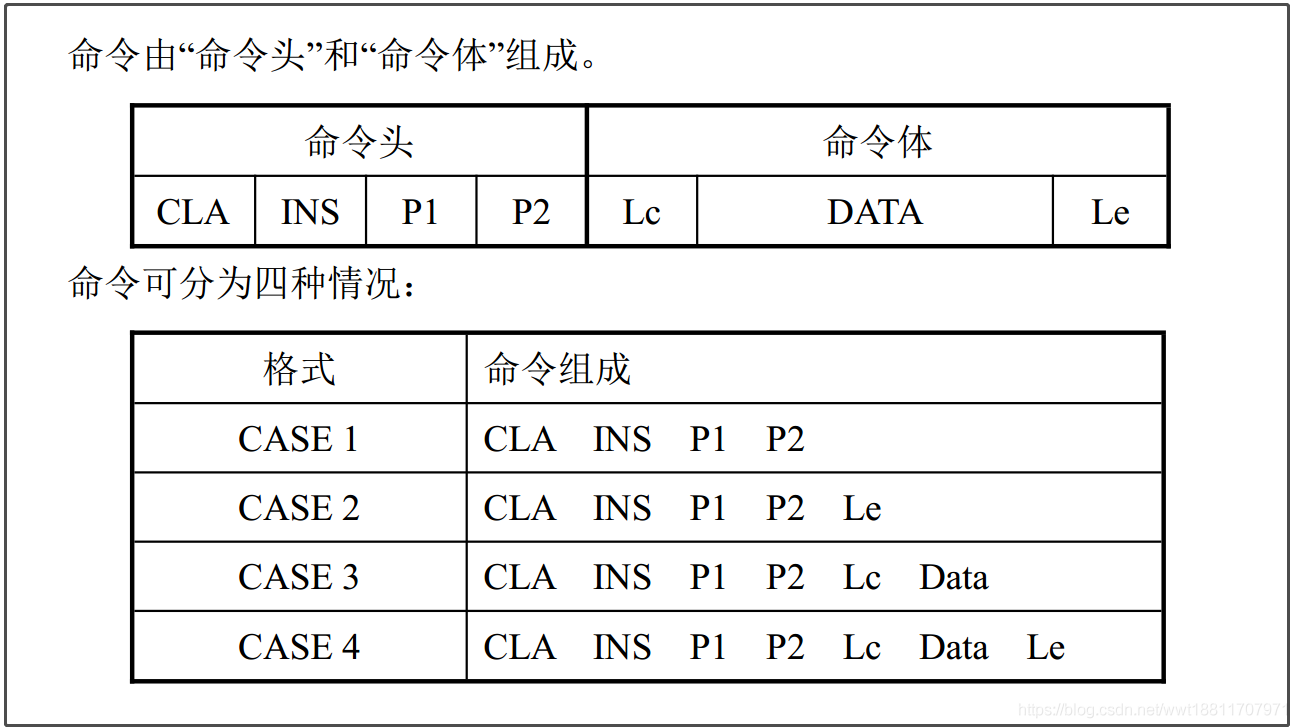 命令由“命令头”和“命令体”组成。
命令头 命令体
CLA INS P1 P2 Lc DATA Le
命令可分为四种情况：
格式 命令组成
CASE 1 CLA INS P1 P2
CASE 2 CLA INS P1 P2 Le
CASE 3 CLA INS P1 P2 Lc Data
CASE 4 CLA INS P1 P2 Lc Data Le
https://blog.csdn.net/wwt18811707971